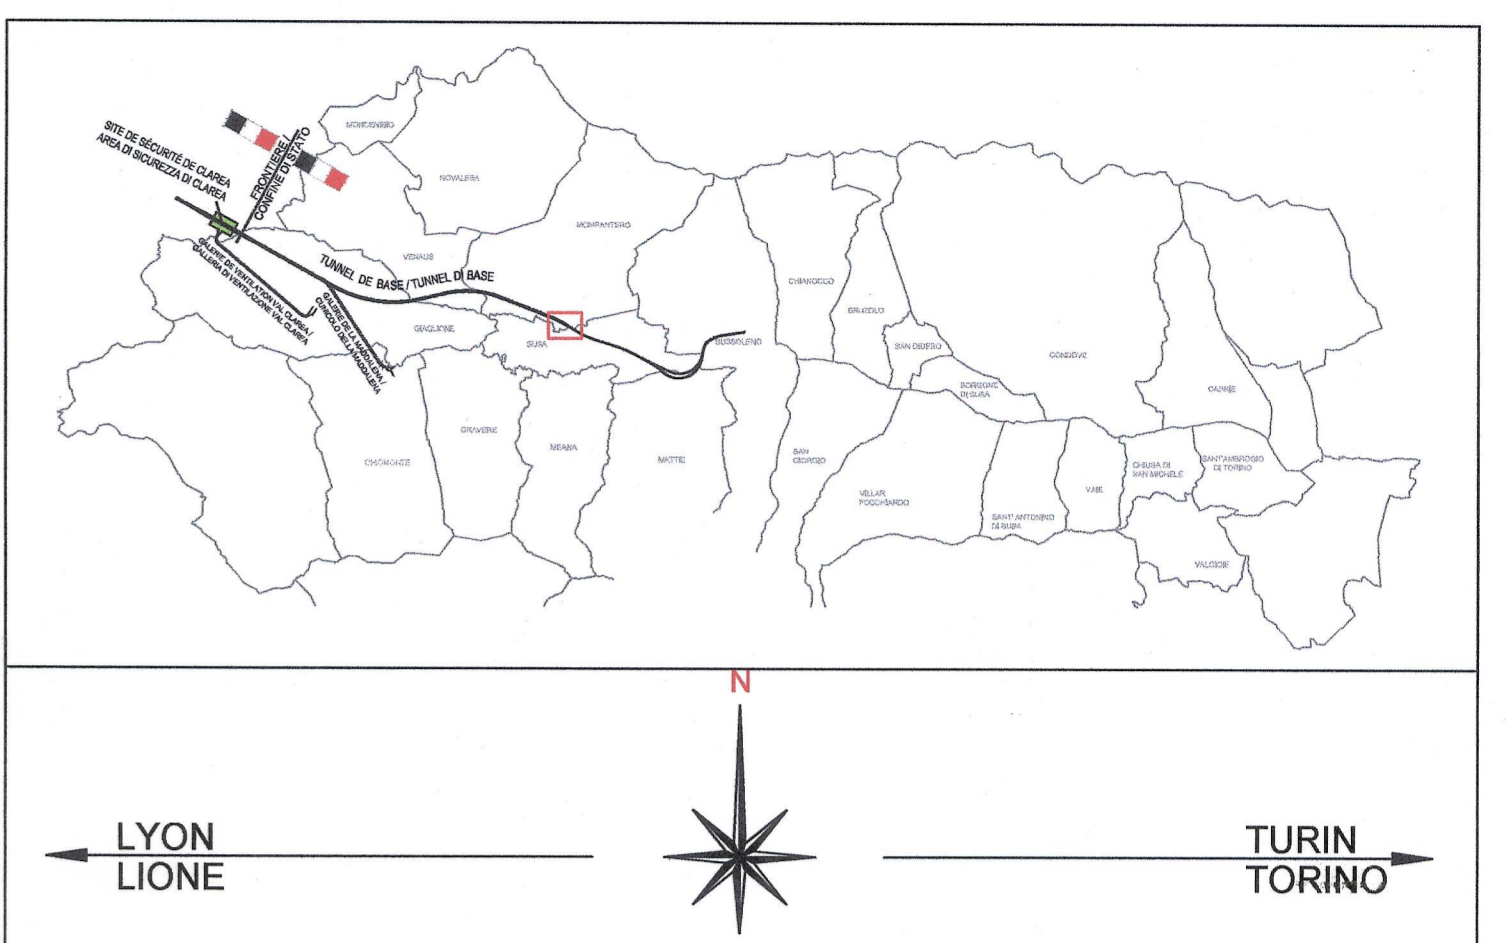 MONCENISIO
SITE DE SÉCURITÉ DE CLAREA
AREA DI SICUREZZA DI CLAREA
FRONTIERE /
CONFINE DI STATO
NOVALESA
MOMPANTERO
VENAUS
GALERIE DE VENTILATION VAL CLAREA /
GALLERIA DI VENTILAZIONE VAL CLAREA
TUNNEL DE BASE / TUNNEL DI BASE
GALERIE DE LA MADDALENA /
CUNICOLO DELLA MADDALENA
GIAGLIONE
SUSA
BUSSOLENO
CHIANOCCO
BRUZOLO
SAN DIDERO
CONDOVE
BORGONE
DI SUSA
CAPRIE
CHIOMONTE
GRAVERE
MEANA
MATTIE
SAN
GIORIO
VILLAR
FOCCHIARDO
SANT' ANTONINO
DI SUSA
VAIE
CHIUSA DI
SAN MICHELE
SANT'AMBROGIO
DI TORINO
VALGIOIE
N
LYON
LIONE
TURIN
TORINO